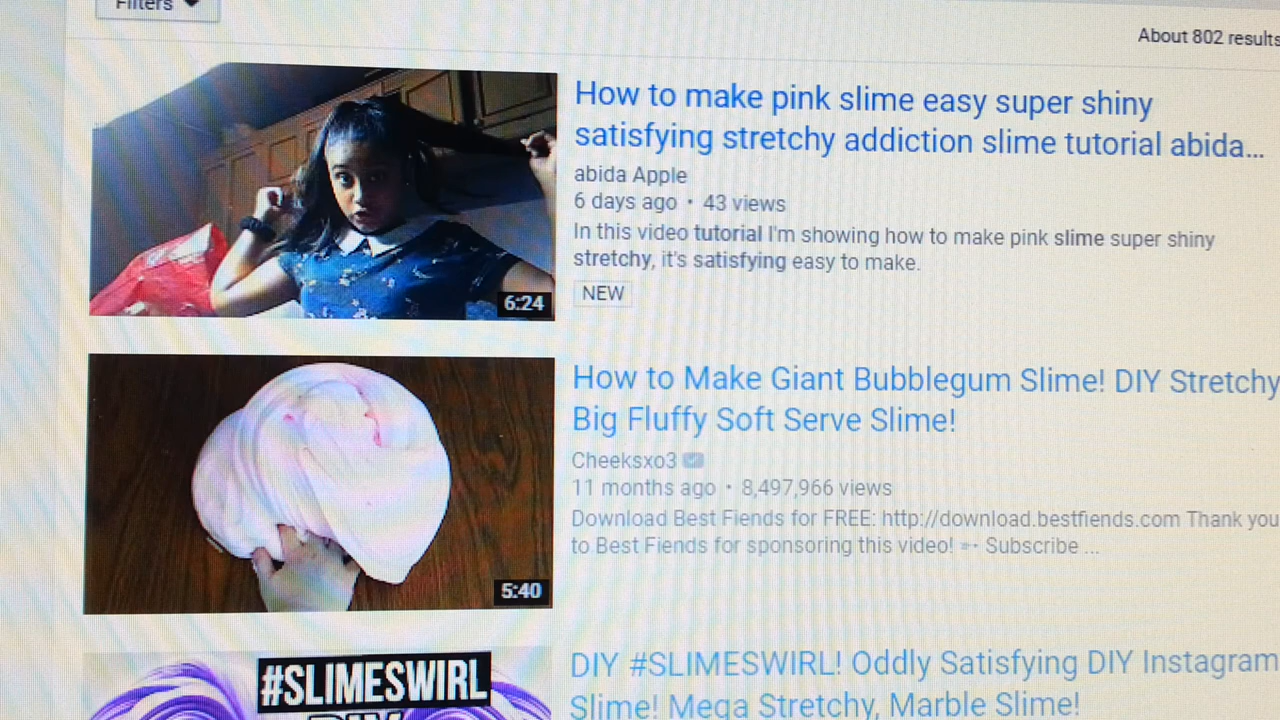 Filters
About 802 results
How to make pink slime easy super shiny
satisfying stretchy addiction slime tutorial abida...
abida Apple
6 days ago • 43 views
In this video tutorial I'm showing how to make pink slime super shiny
stretchy, it's satisfying easy to make.
NEW
6:24
How to Make Giant Bubblegum Slime! DIY Stretchy
Big Fluffy Soft Serve Slime!
Cheeksxo3
11 months ago • 8,497,966 views
Download Best Fiends for FREE: http://download.bestfiends.com Thank you
to Best Fiends for sponsoring this video! ➵ Subscribe ...
5:40
#SLIMESWIRL
DIY
DIY #SLIMESWIRL! Oddly Satisfying DIY Instagram
Slime! Mega Stretchy, Marble Slime!